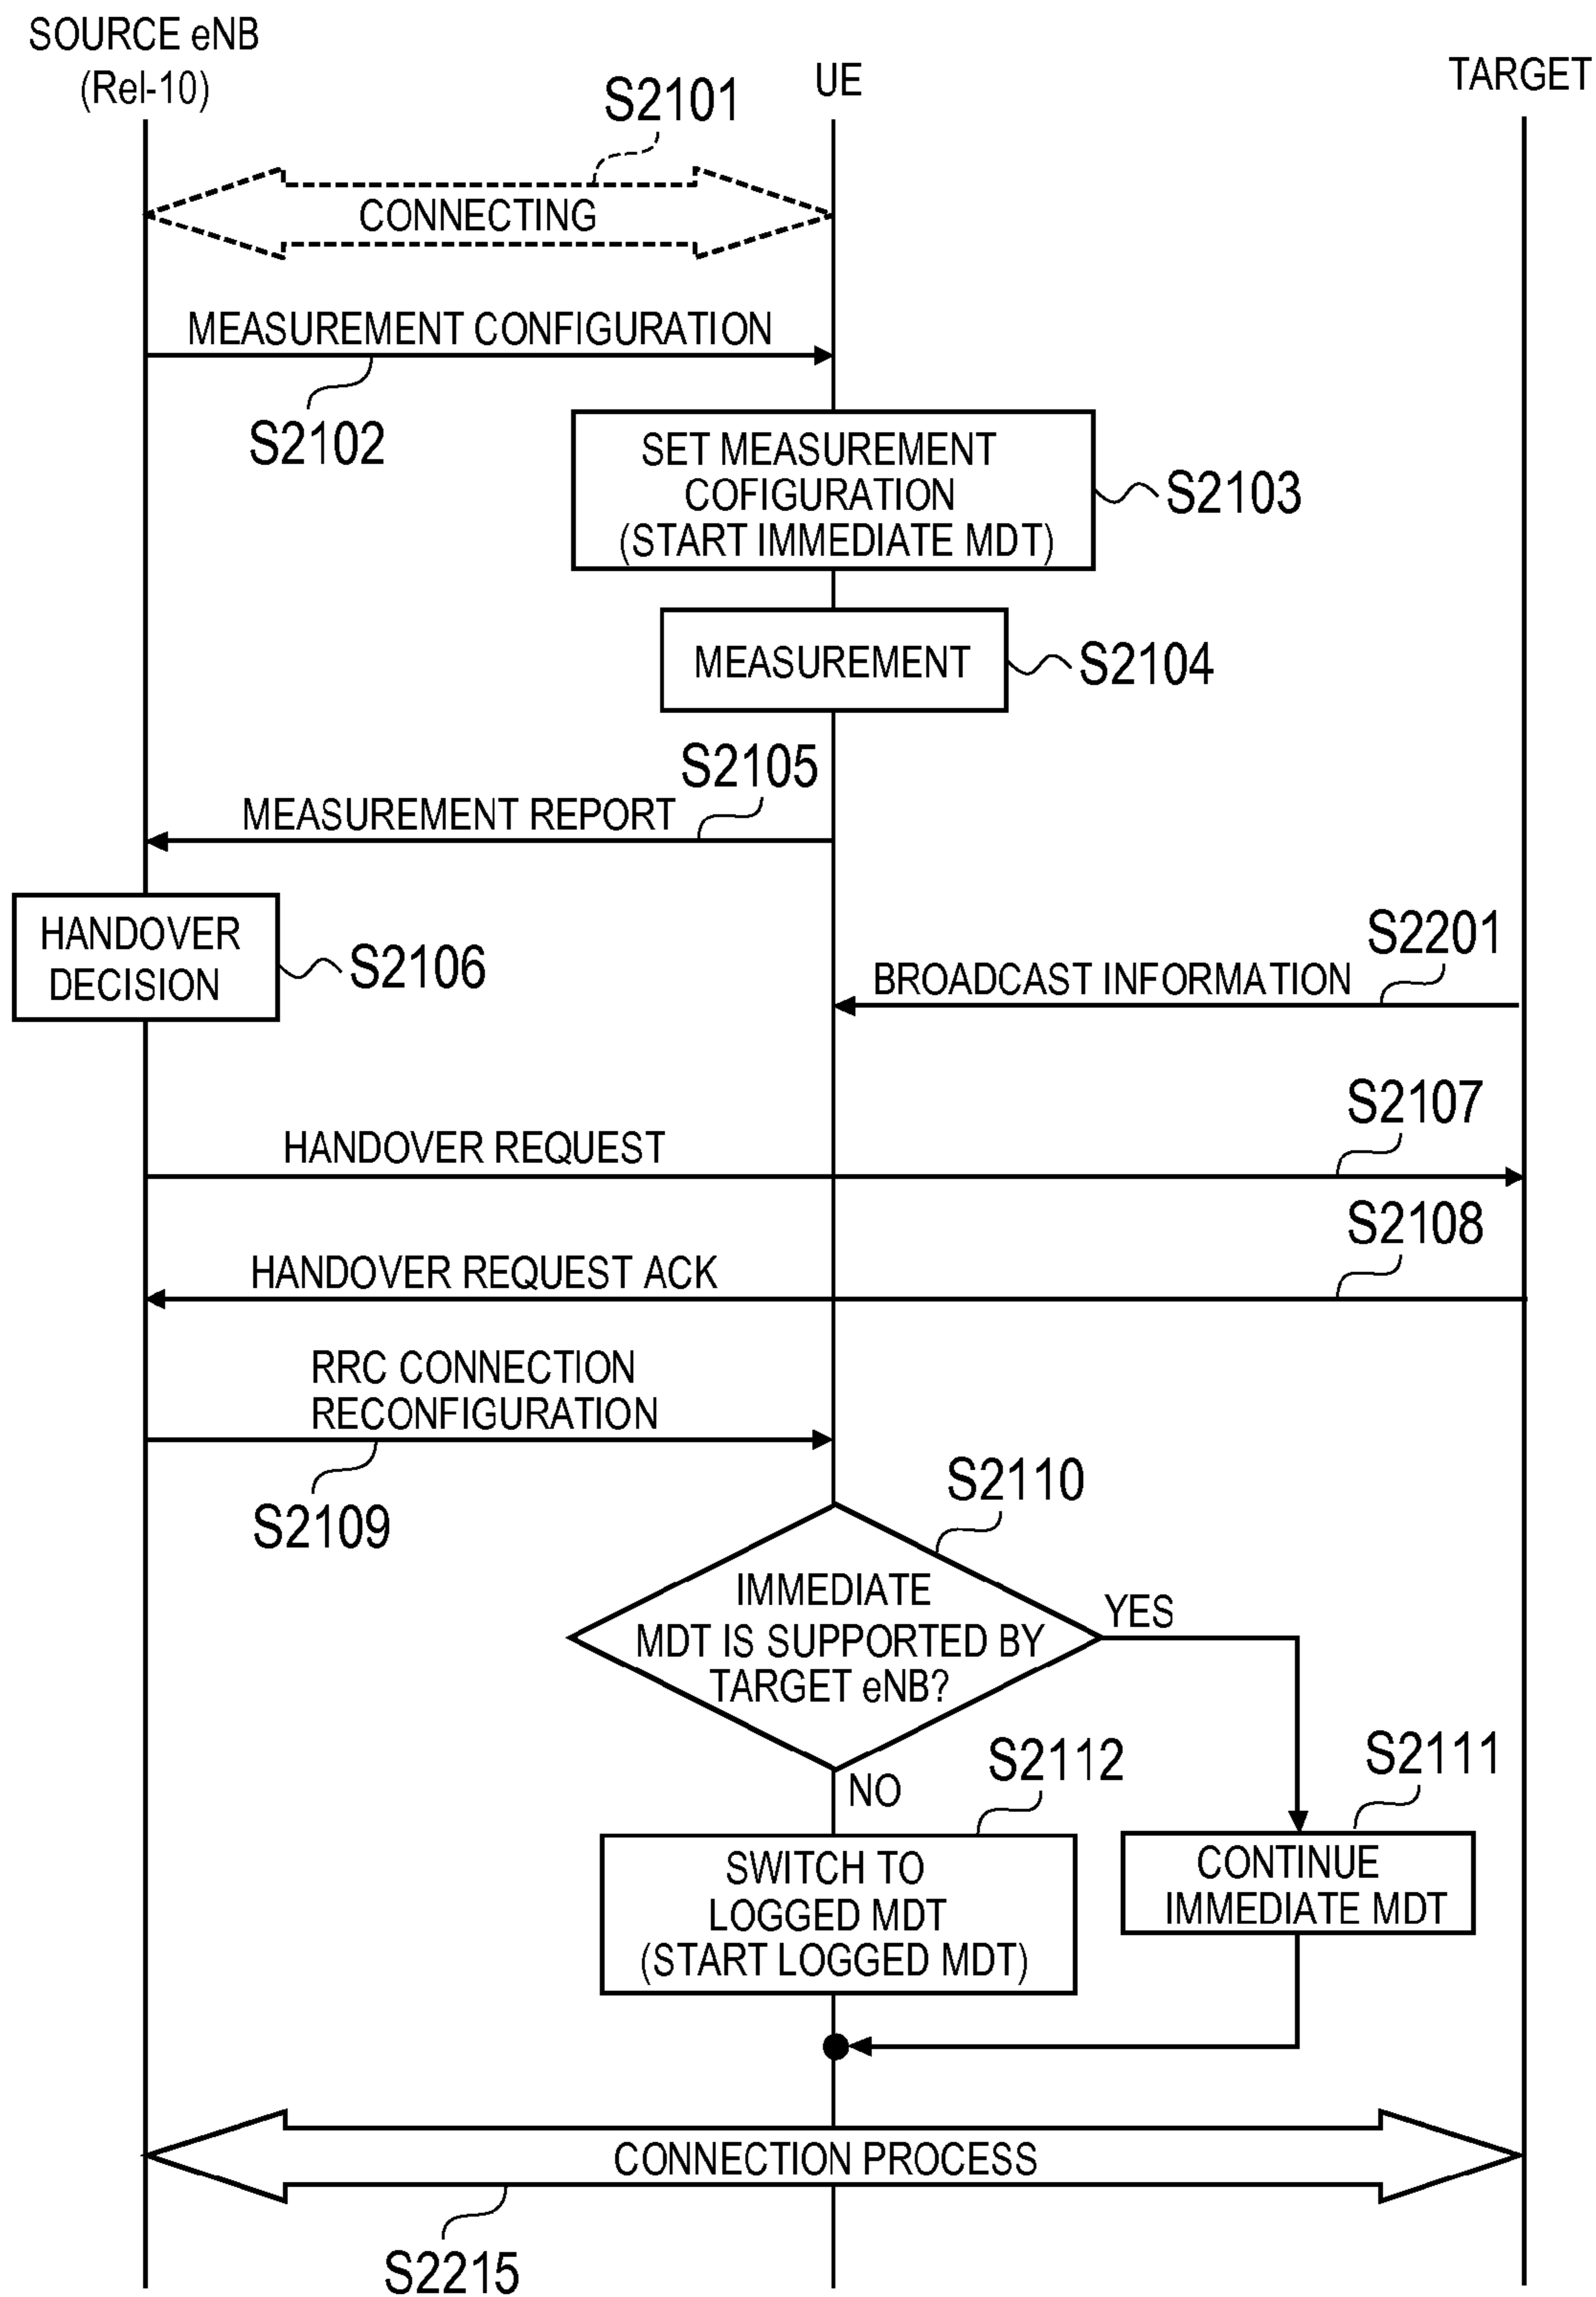 SOURCE eNB
(Rel-10)
UE
TARGET
S2101
CONNECTING
MEASUREMENT CONFIGURATION
S2102
SET MEASUREMENT
COFIGURATION
(START IMMEDIATE MDT)
S2103
MEASUREMENT
S2104
S2105
MEASUREMENT REPORT
HANDOVER
DECISION
S2106
S2201
BROADCAST INFORMATION
S2107
HANDOVER REQUEST
S2108
HANDOVER REQUEST ACK
RRC CONNECTION
RECONFIGURATION
S2109
S2110
IMMEDIATE
MDT IS SUPPORTED BY
TARGET eNB?
YES
NO
S2112
S2111
SWITCH TO
LOGGED MDT
(START LOGGED MDT)
CONTINUE
IMMEDIATE MDT
CONNECTION PROCESS
S2215